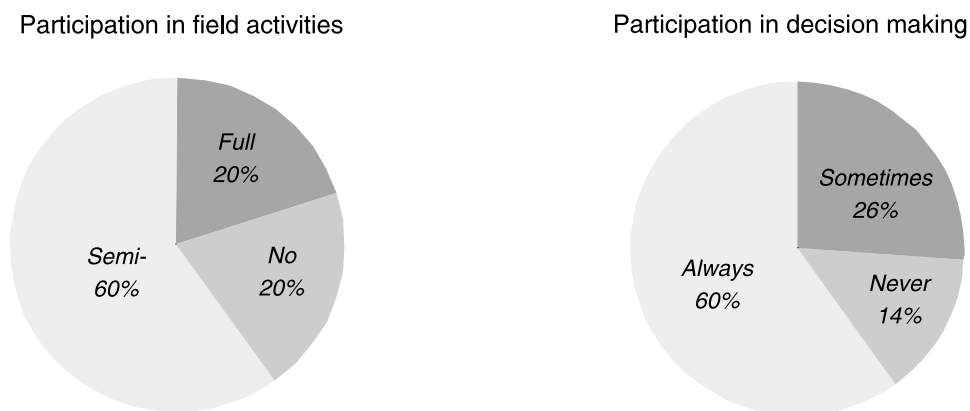 Participation in field activities
Full
20%
No
20%
Semi-
60%
Participation in decision making
Sometimes
26%
Never
14%
Always
60%